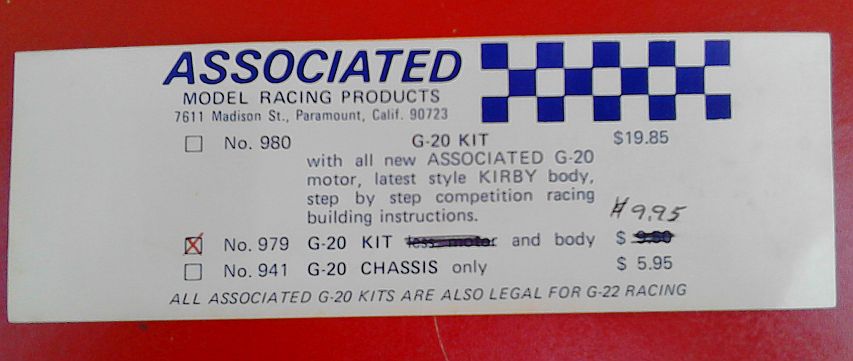 ASSOCIATED
MODEL RACING PRODUCTS
7611 Madison St., Paramount, Calif. 90723
No. 980 G-20 KIT $19.85
with all new ASSOCIATED G-20
motor, latest style KIRBY body,
step by step competition racing
building instructions.
$9.95
No. 979 G-20 KIT less motor and body $
No. 941 G-20 CHASSIS only $ 5.95
ALL ASSOCIATED G-20 KITS ARE ALSO LEGAL FOR G-22 RACING